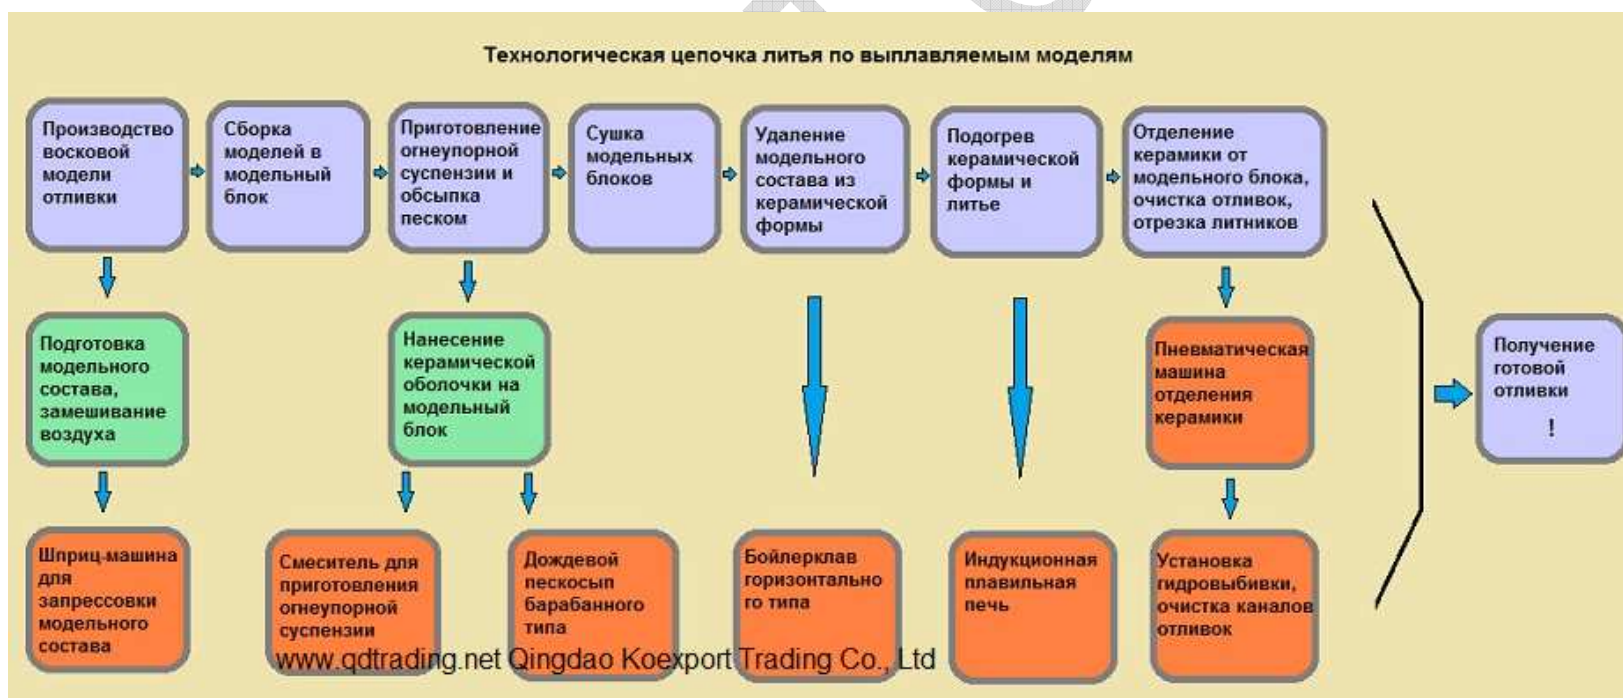 Технологическая цепочка литья по выплавляемым моделям
Производство
восковой
модели
отливки
Сборка
моделей в
модельный
блок
Приготовление
огнеупорной
суспензии и
обсыпка
песком
Сушка
модельных
блоков
Удаление
модельного
состава из
керамической
формы
Подогрев
керамической
формы и
литье
Отделение
керамики от
модельного блока,
очистка отливок,
отрезка литников
Подготовка
модельного
состава,
замешивание
воздуха
Нанесение
керамической
оболочки на
модельный
блок
Пневматическая
машина
отделения
керамики
Получение
готовой
отливки
!
Шприц-машина
для
запрессовки
модельного
состава
Смеситель для
приготовления
огнеупорной
суспензии
Дождевой
пескосып
барабанного
типа
Бойлерклав
горизонтально
го типа
Индукционная
плавильная
печь
Установка
гидровыбивки,
очистка каналов
отливок
www.qdtrading.net Qingdao Koexport Trading Co., Ltd